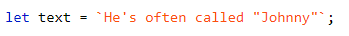 let text = `He's often called "Johnny"`;